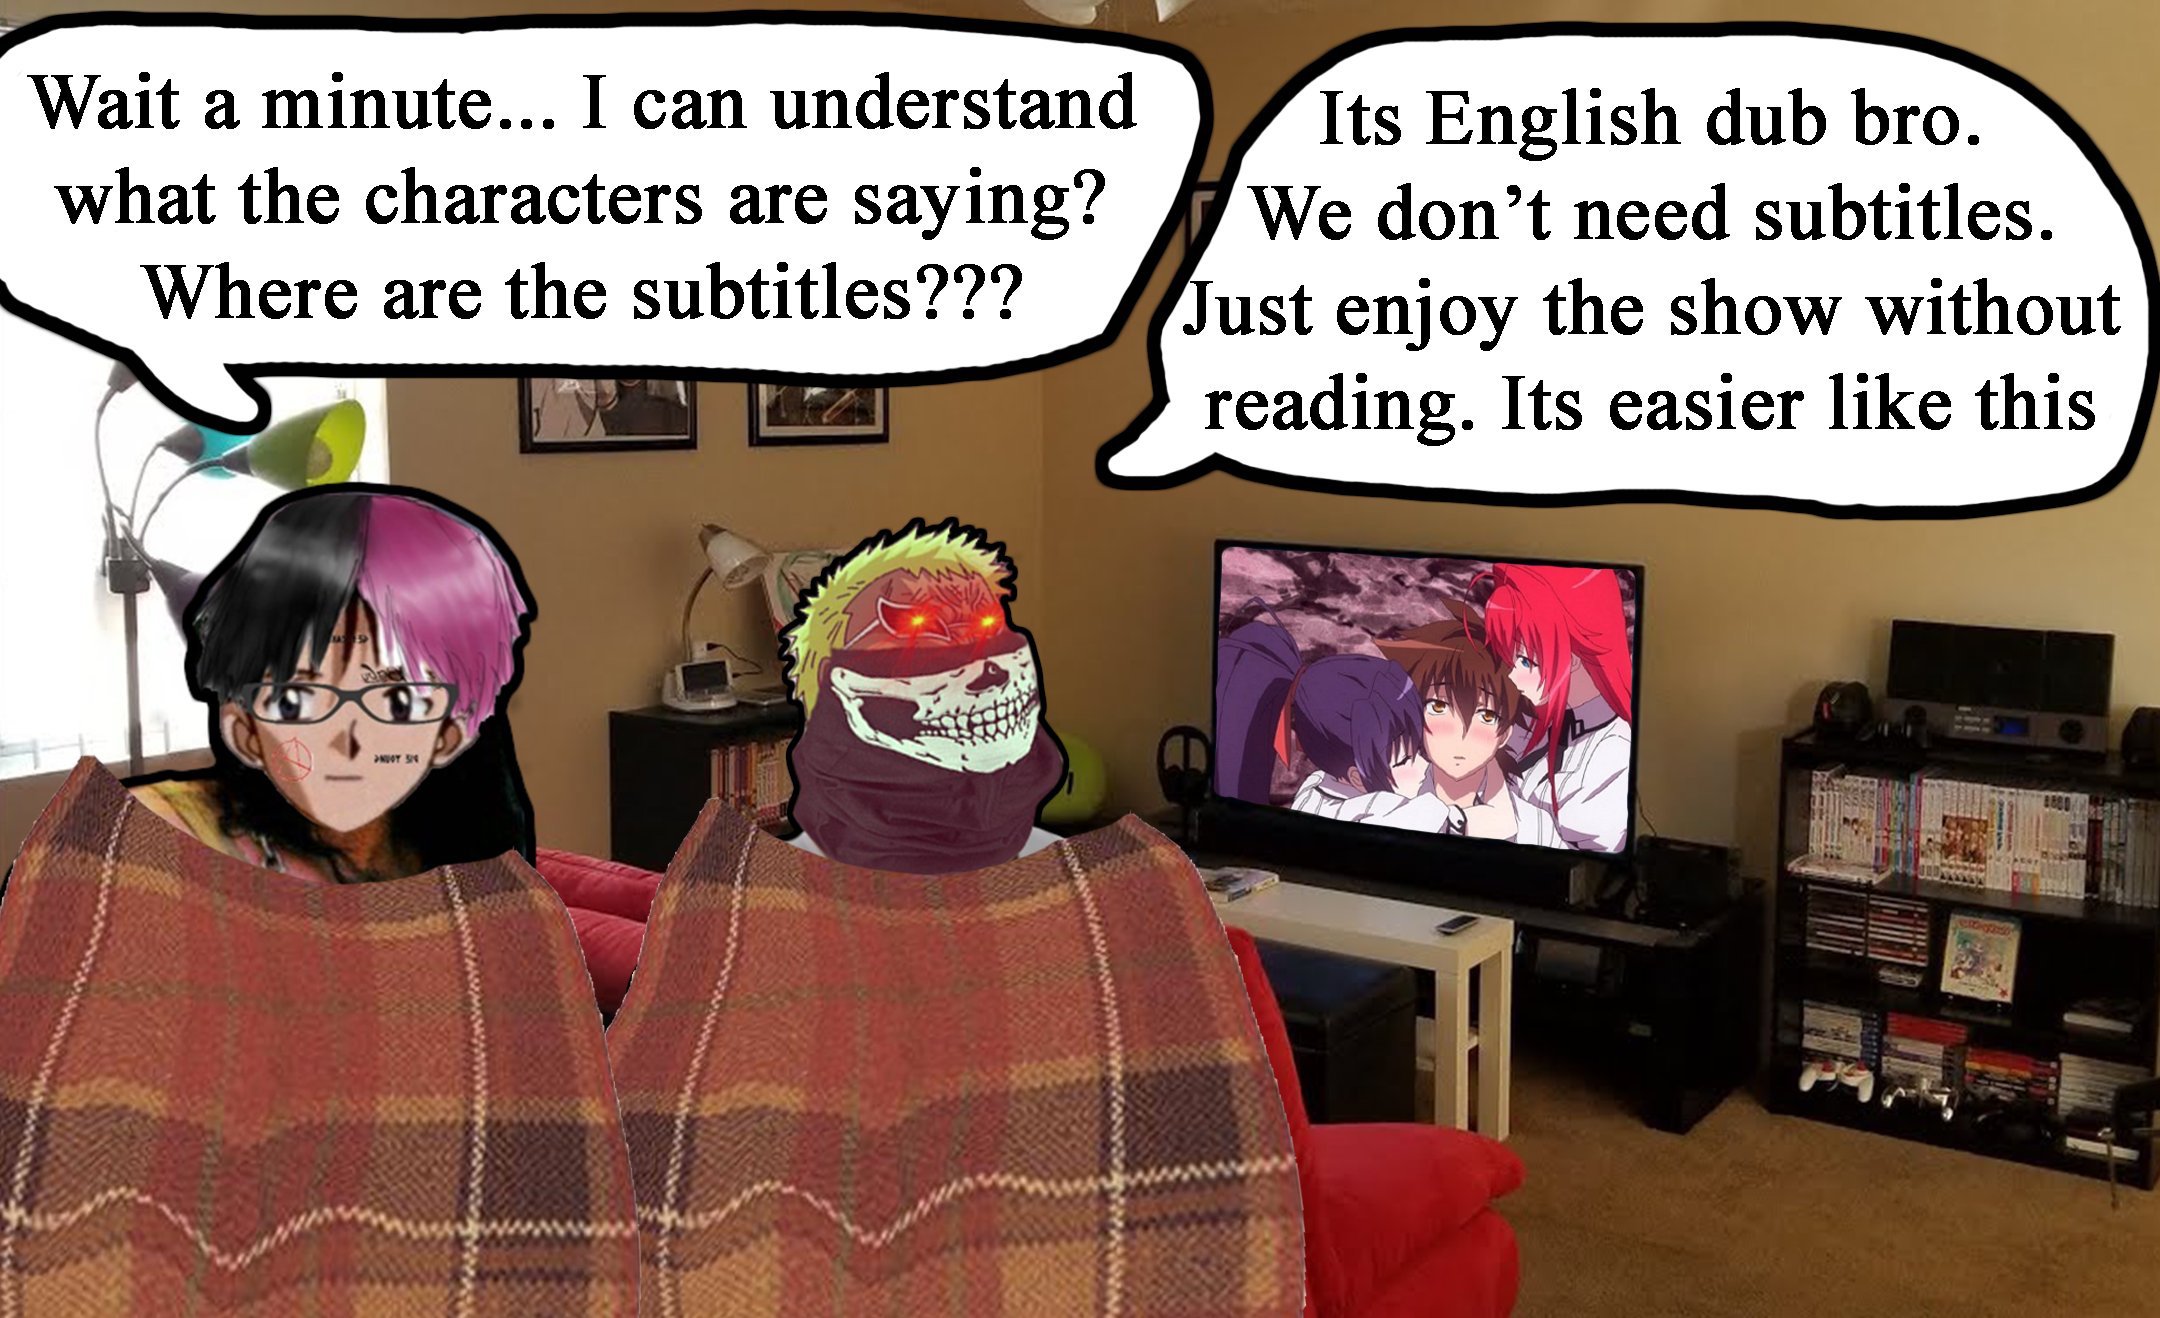 Wait a minute... I can understand
what the characters are saying?
Where are the subtitles???
Its English dub bro.
We don't need subtitles.
Just enjoy the show without
reading. Its easier like this